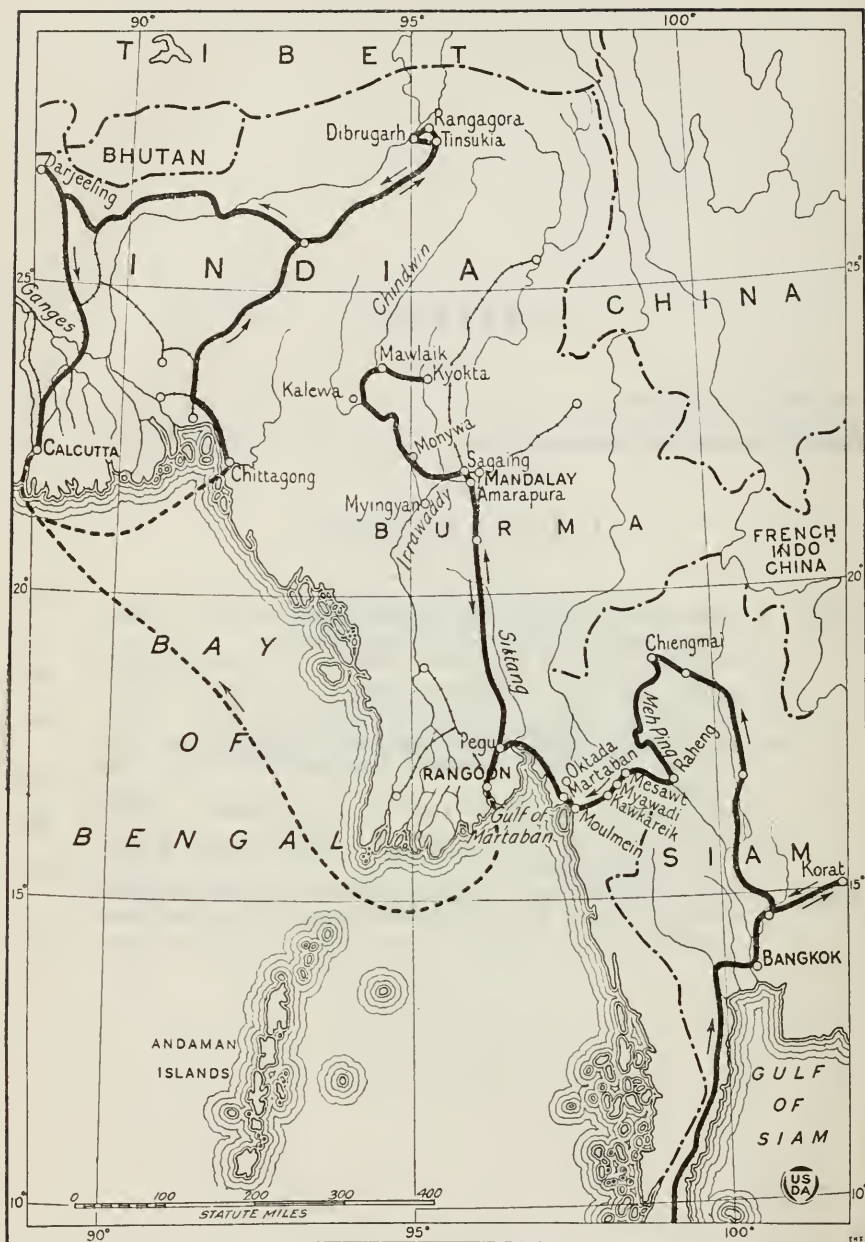 90° 95° 100°
TIBET
Rangagora
Dibrugarh
Tinsukia
BHUTAN
Darjeeling
INDIA
Chindwin
25° 25°
CHINA
Ganges
Mawlaik
Kyokta
Kalewa
Monywa
Sagaing
CALCUTTA
MANDALAY
Chittagong
Amarapura
Myingyan
Irrawaddy
BURMA
FRENCH
INDO
CHINA
20° 20°
BAY
Sittang
Chiengmai
Meh Ping
OF
Pegu
Oktada
Martaban
Raheng
RANGOON
Mesawt
Myawadi
Kawkareik
BENGAL
Gulf of
Martaban
Moulmein
SIAM
Korat
15° 15°
BANGKOK
ANDAMAN
ISLANDS
GULF
OF
SIAM
US
DA
10° 10°
0 100 200 300 400
STATUTE MILES
90° 95° 100°